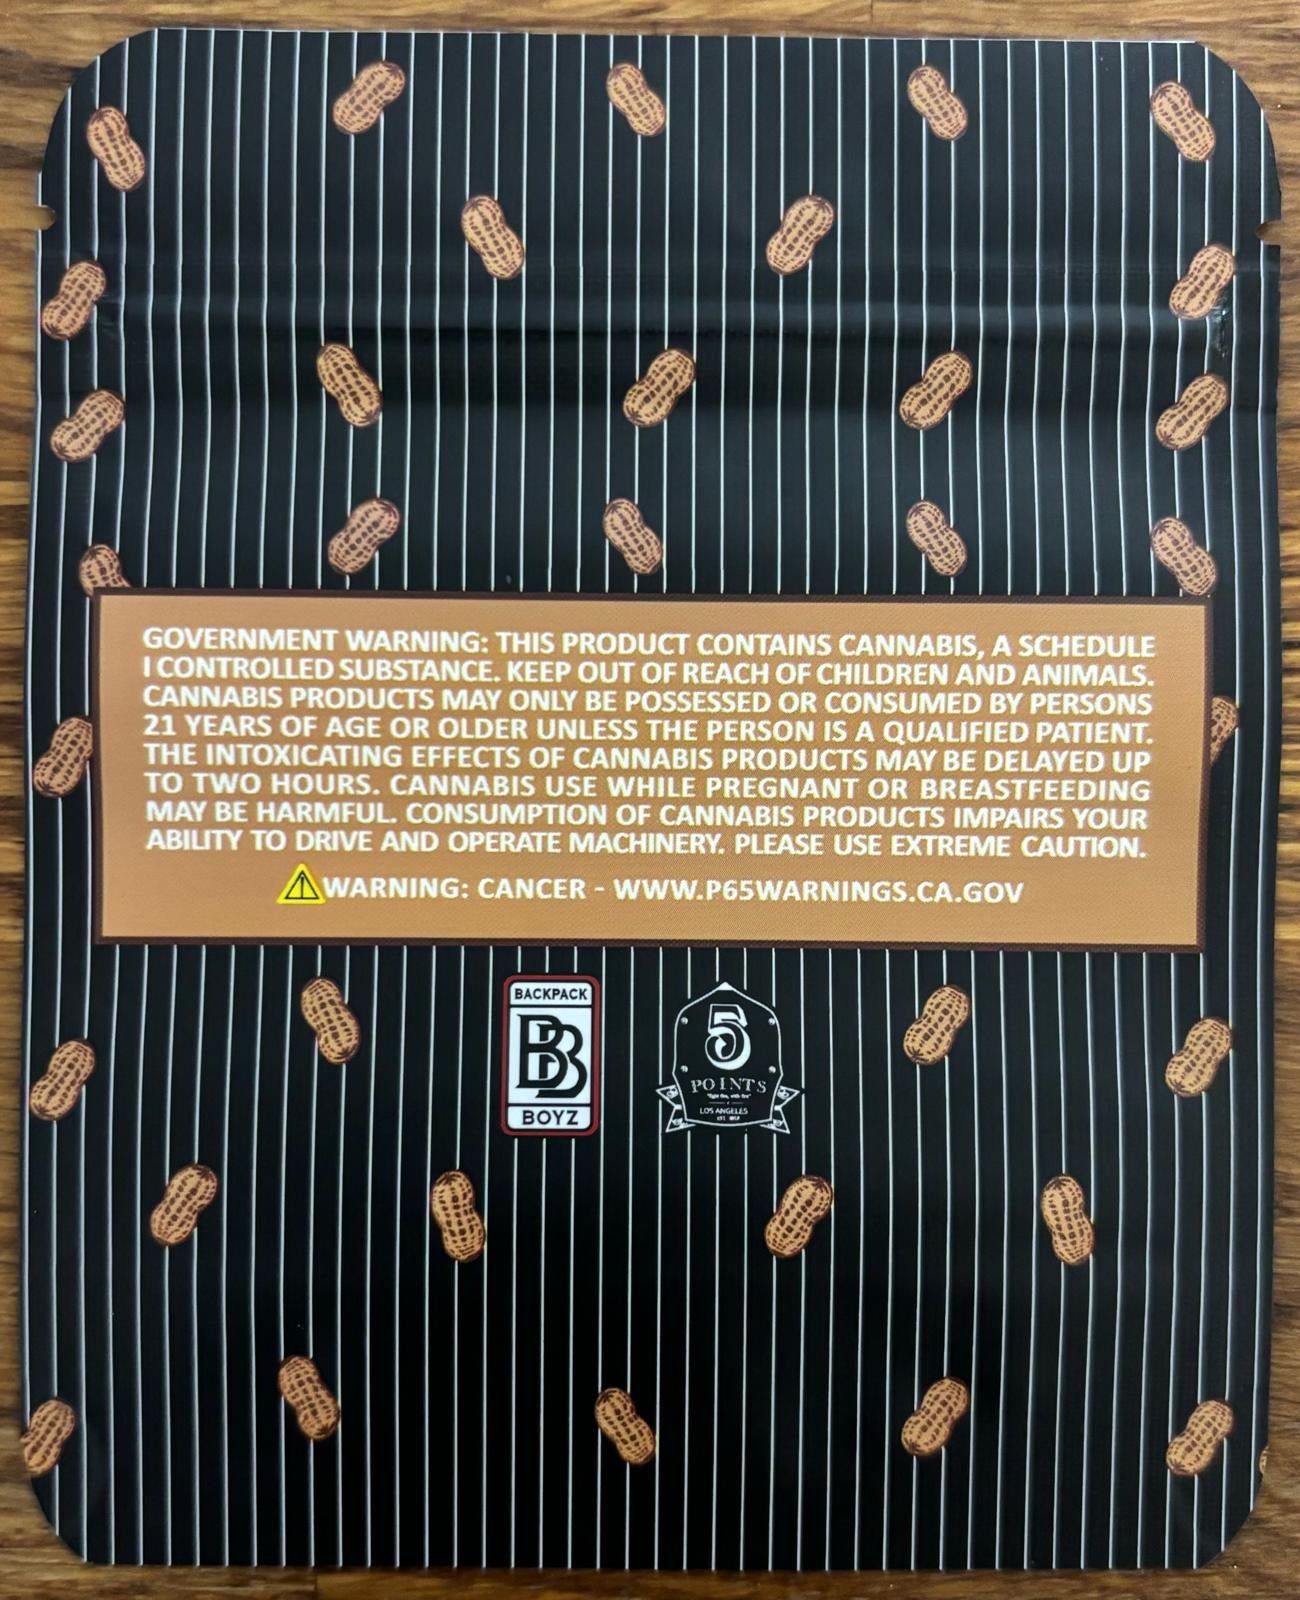 GOVERNMENT WARNING: THIS PRODUCT CONTAINS CANNABIS, A SCHEDULE
I CONTROLLED SUBSTANCE. KEEP OUT OF REACH OF CHILDREN AND ANIMALS.
CANNABIS PRODUCTS MAY ONLY BE POSSESSED OR CONSUMED BY PERSONS
21 YEARS OF AGE OR OLDER UNLESS THE PERSON IS A QUALIFIED PATIENT.
THE INTOXICATING EFFECTS OF CANNABIS PRODUCTS MAY BE DELAYED UP
TO TWO HOURS. CANNABIS USE WHILE PREGNANT OR BREASTFEEDING
MAY BE HARMFUL. CONSUMPTION OF CANNABIS PRODUCTS IMPAIRS YOUR
ABILITY TO DRIVE AND OPERATE MACHINERY. PLEASE USE EXTREME CAUTION.
WARNING: CANCER - WWW.P65WARNINGS.CA.GOV
BACKPACK
BB
BOYZ
5
POINTS
LOS ANGELES